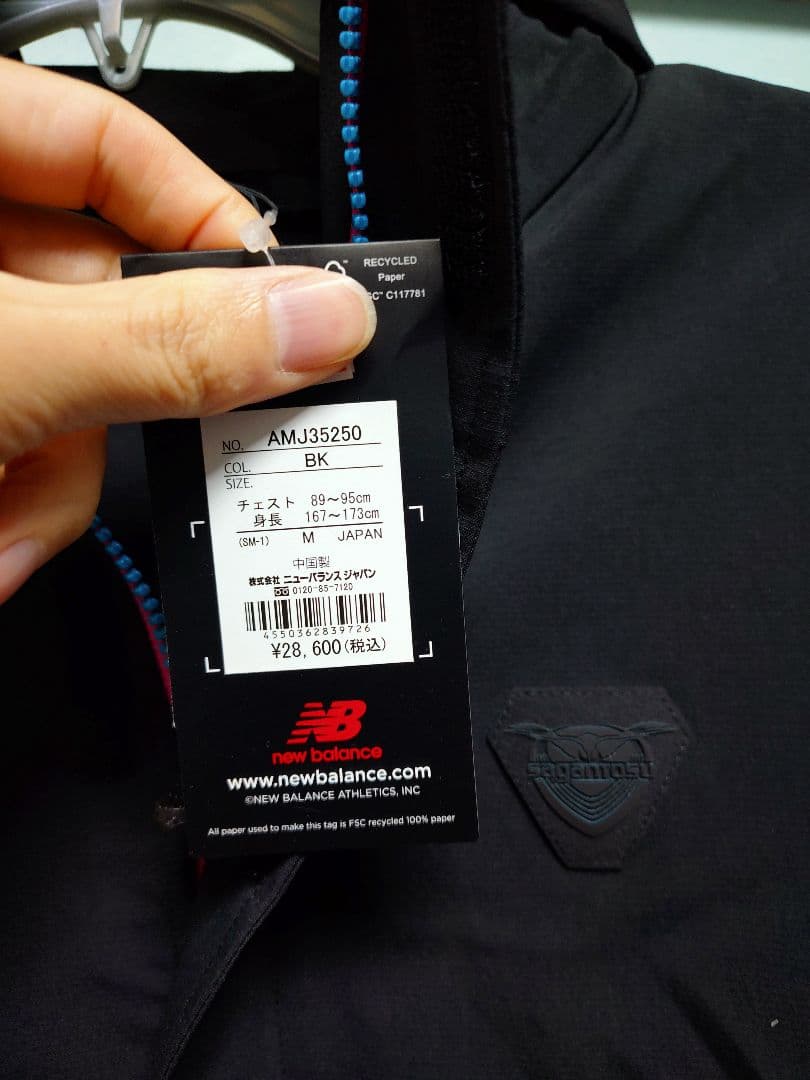 RECYCLED
Paper
C117781
NO. AMJ35250
COL. BK
SIZE.
チェスト 89～95cm
身長 167～173cm
(SM-1) M JAPAN
中国製
株式会社 ニューバランス ジャパン
0120-85-7120
4550362839726
¥28,600(税込)
NB
new balance
www.newbalance.com
©NEW BALANCE ATHLETICS, INC
All paper used to make this tag is FSC recycled 100% paper
sagantosu